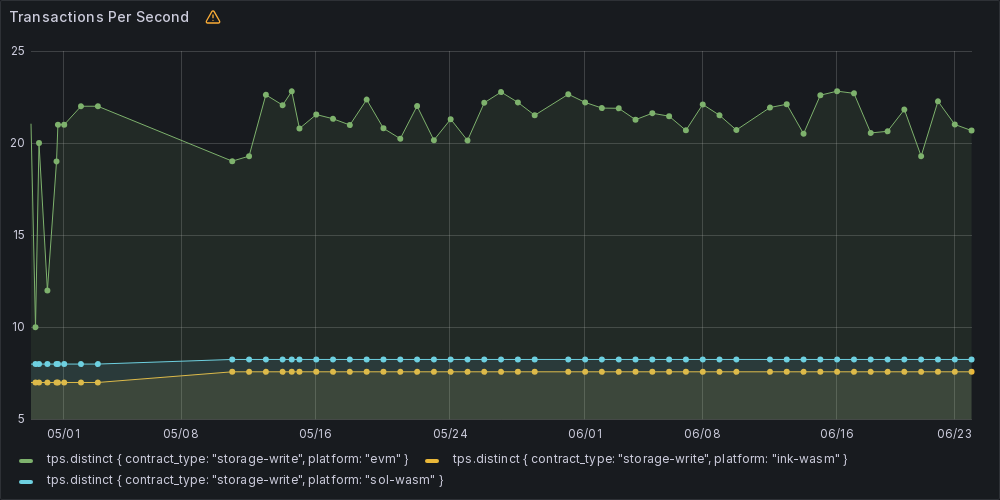 Transactions Per Second
25
20
15
10
5
05/01 05/08 05/16 05/24 06/01 06/08 06/16 06/23
tps.distinct { contract_type: "storage-write", platform: "evm" } tps.distinct { contract_type: "storage-write", platform: "ink-wasm" }
tps.distinct { contract_type: "storage-write", platform: "sol-wasm" }